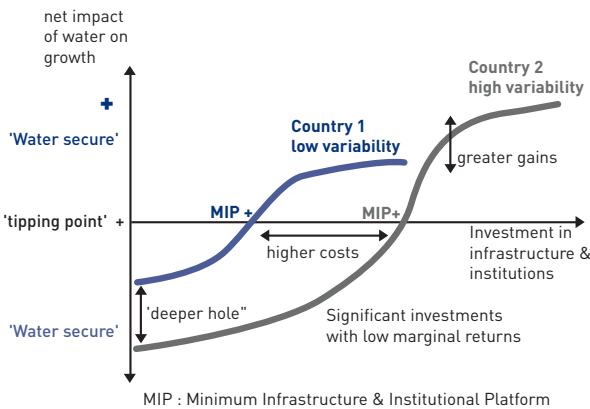 net impact
of water on
growth
+
'Water secure'
Country 1
low variability
Country 2
high variability
greater gains
'tipping point' +
MIP +
MIP+
higher costs
Investment in
infrastructure &
institutions
'deeper hole"
'Water secure'
Significant investments
with low marginal returns
MIP : Minimum Infrastructure & Institutional Platform